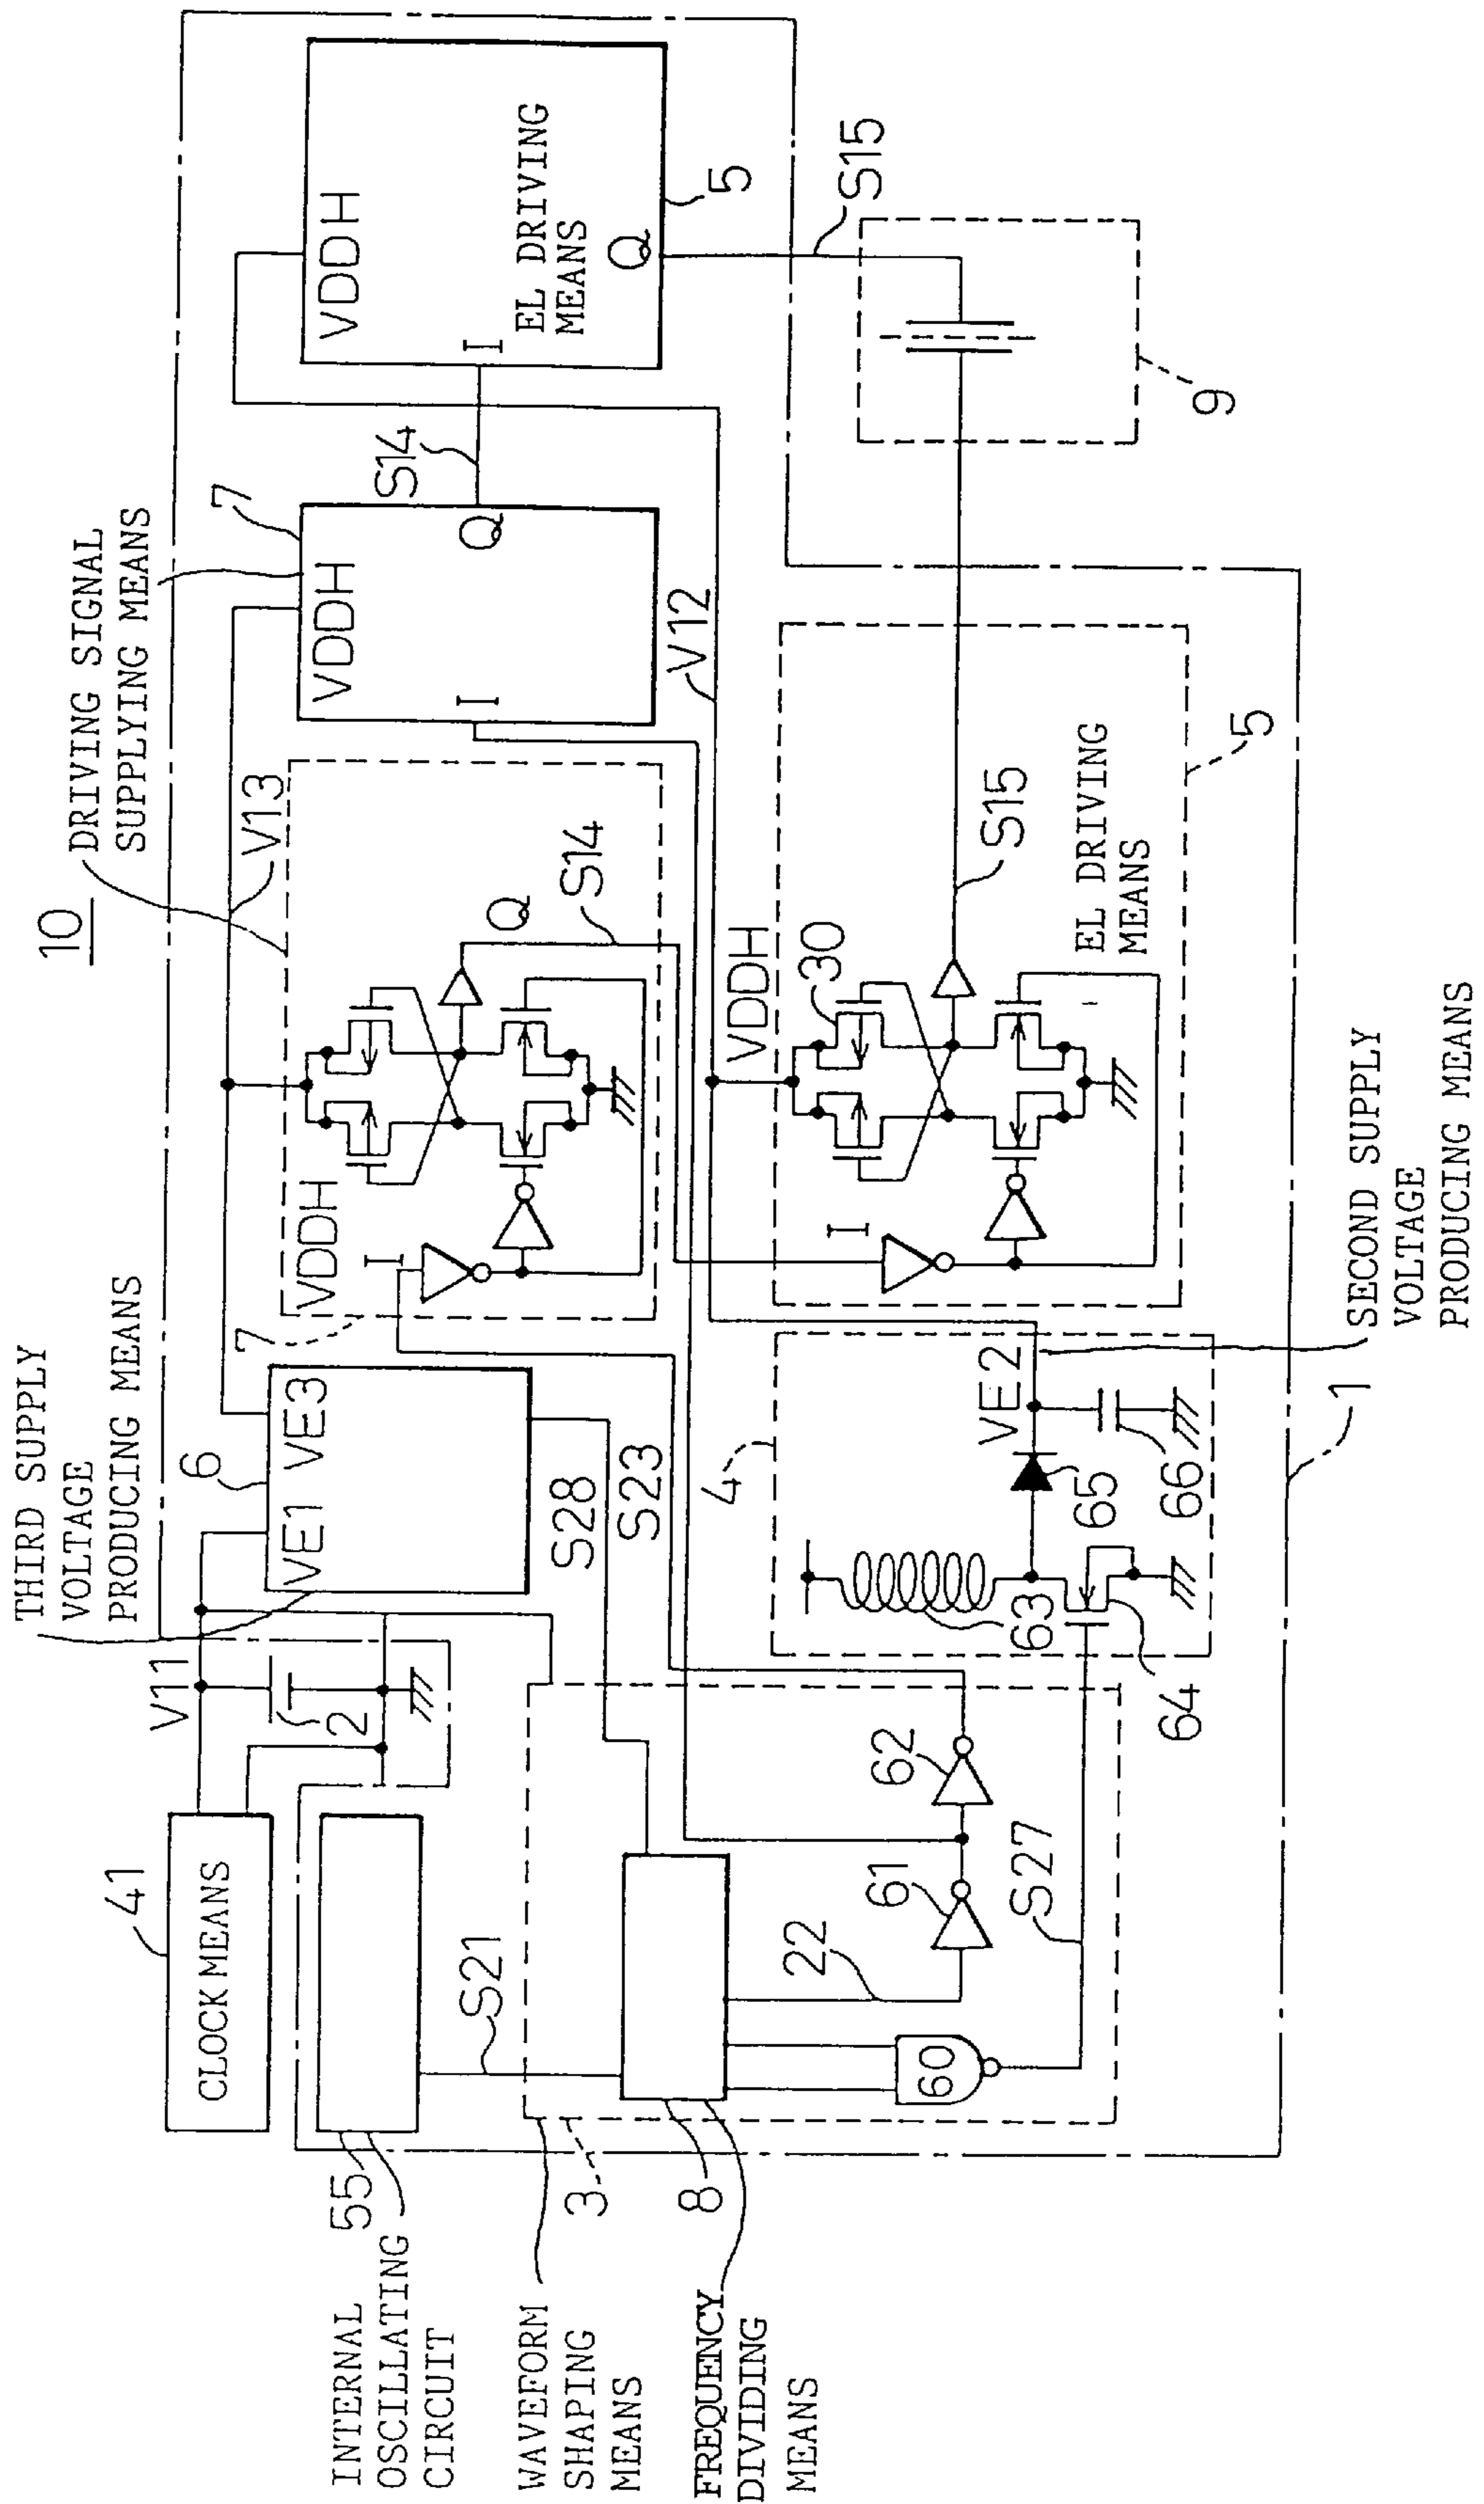 10
THIRD SUPPLY
VOLTAGE
PRODUCING MEANS
DRIVING SIGNAL
SUPPLYING MEANS
41
CLOCK MEANS
V11
2
6
VE1 VE3
V13
7
VDDH
I
Q
S14
7
VDDH
I
Q
S14
VDDH
I
EL DRIVING
MEANS
Q
5
S15
9
INTERNAL
OSCILLATING
CIRCUIT
55
S21
S28
S23
V12
WAVEFORM
SHAPING
MEANS
3
FREQUENCY
DIVIDING
MEANS
8
22
61
62
60
S27
4
63
64
65
66
VE2
VDDH
30
I
S15
EL DRIVING
MEANS
5
1
SECOND SUPPLY
VOLTAGE
PRODUCING MEANS